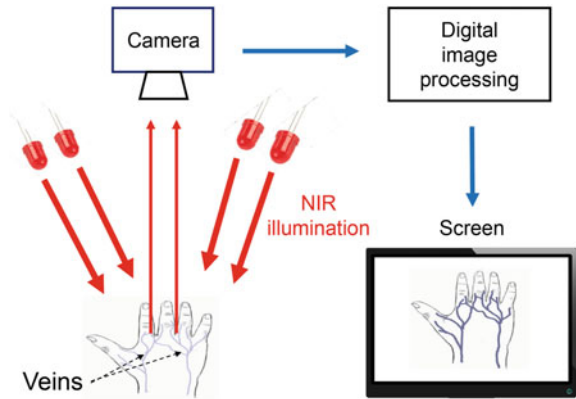 Camera
Digital
image
processing
NIR
illumination
Screen
Veins